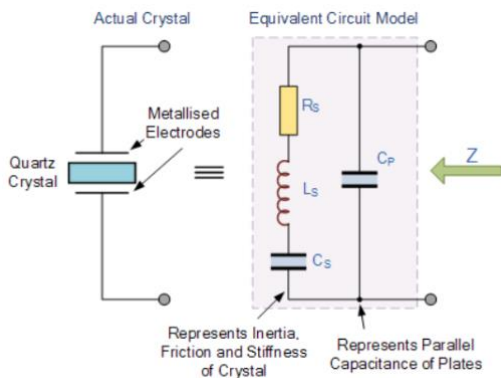 Actual Crystal
Equivalent Circuit Model
Metallised
Electrodes
Quartz
Crystal
RS
LS
CS
CP
Z
Represents Inertia,
Friction and Stiffness
of Crystal
Represents Parallel
Capacitance of Plates